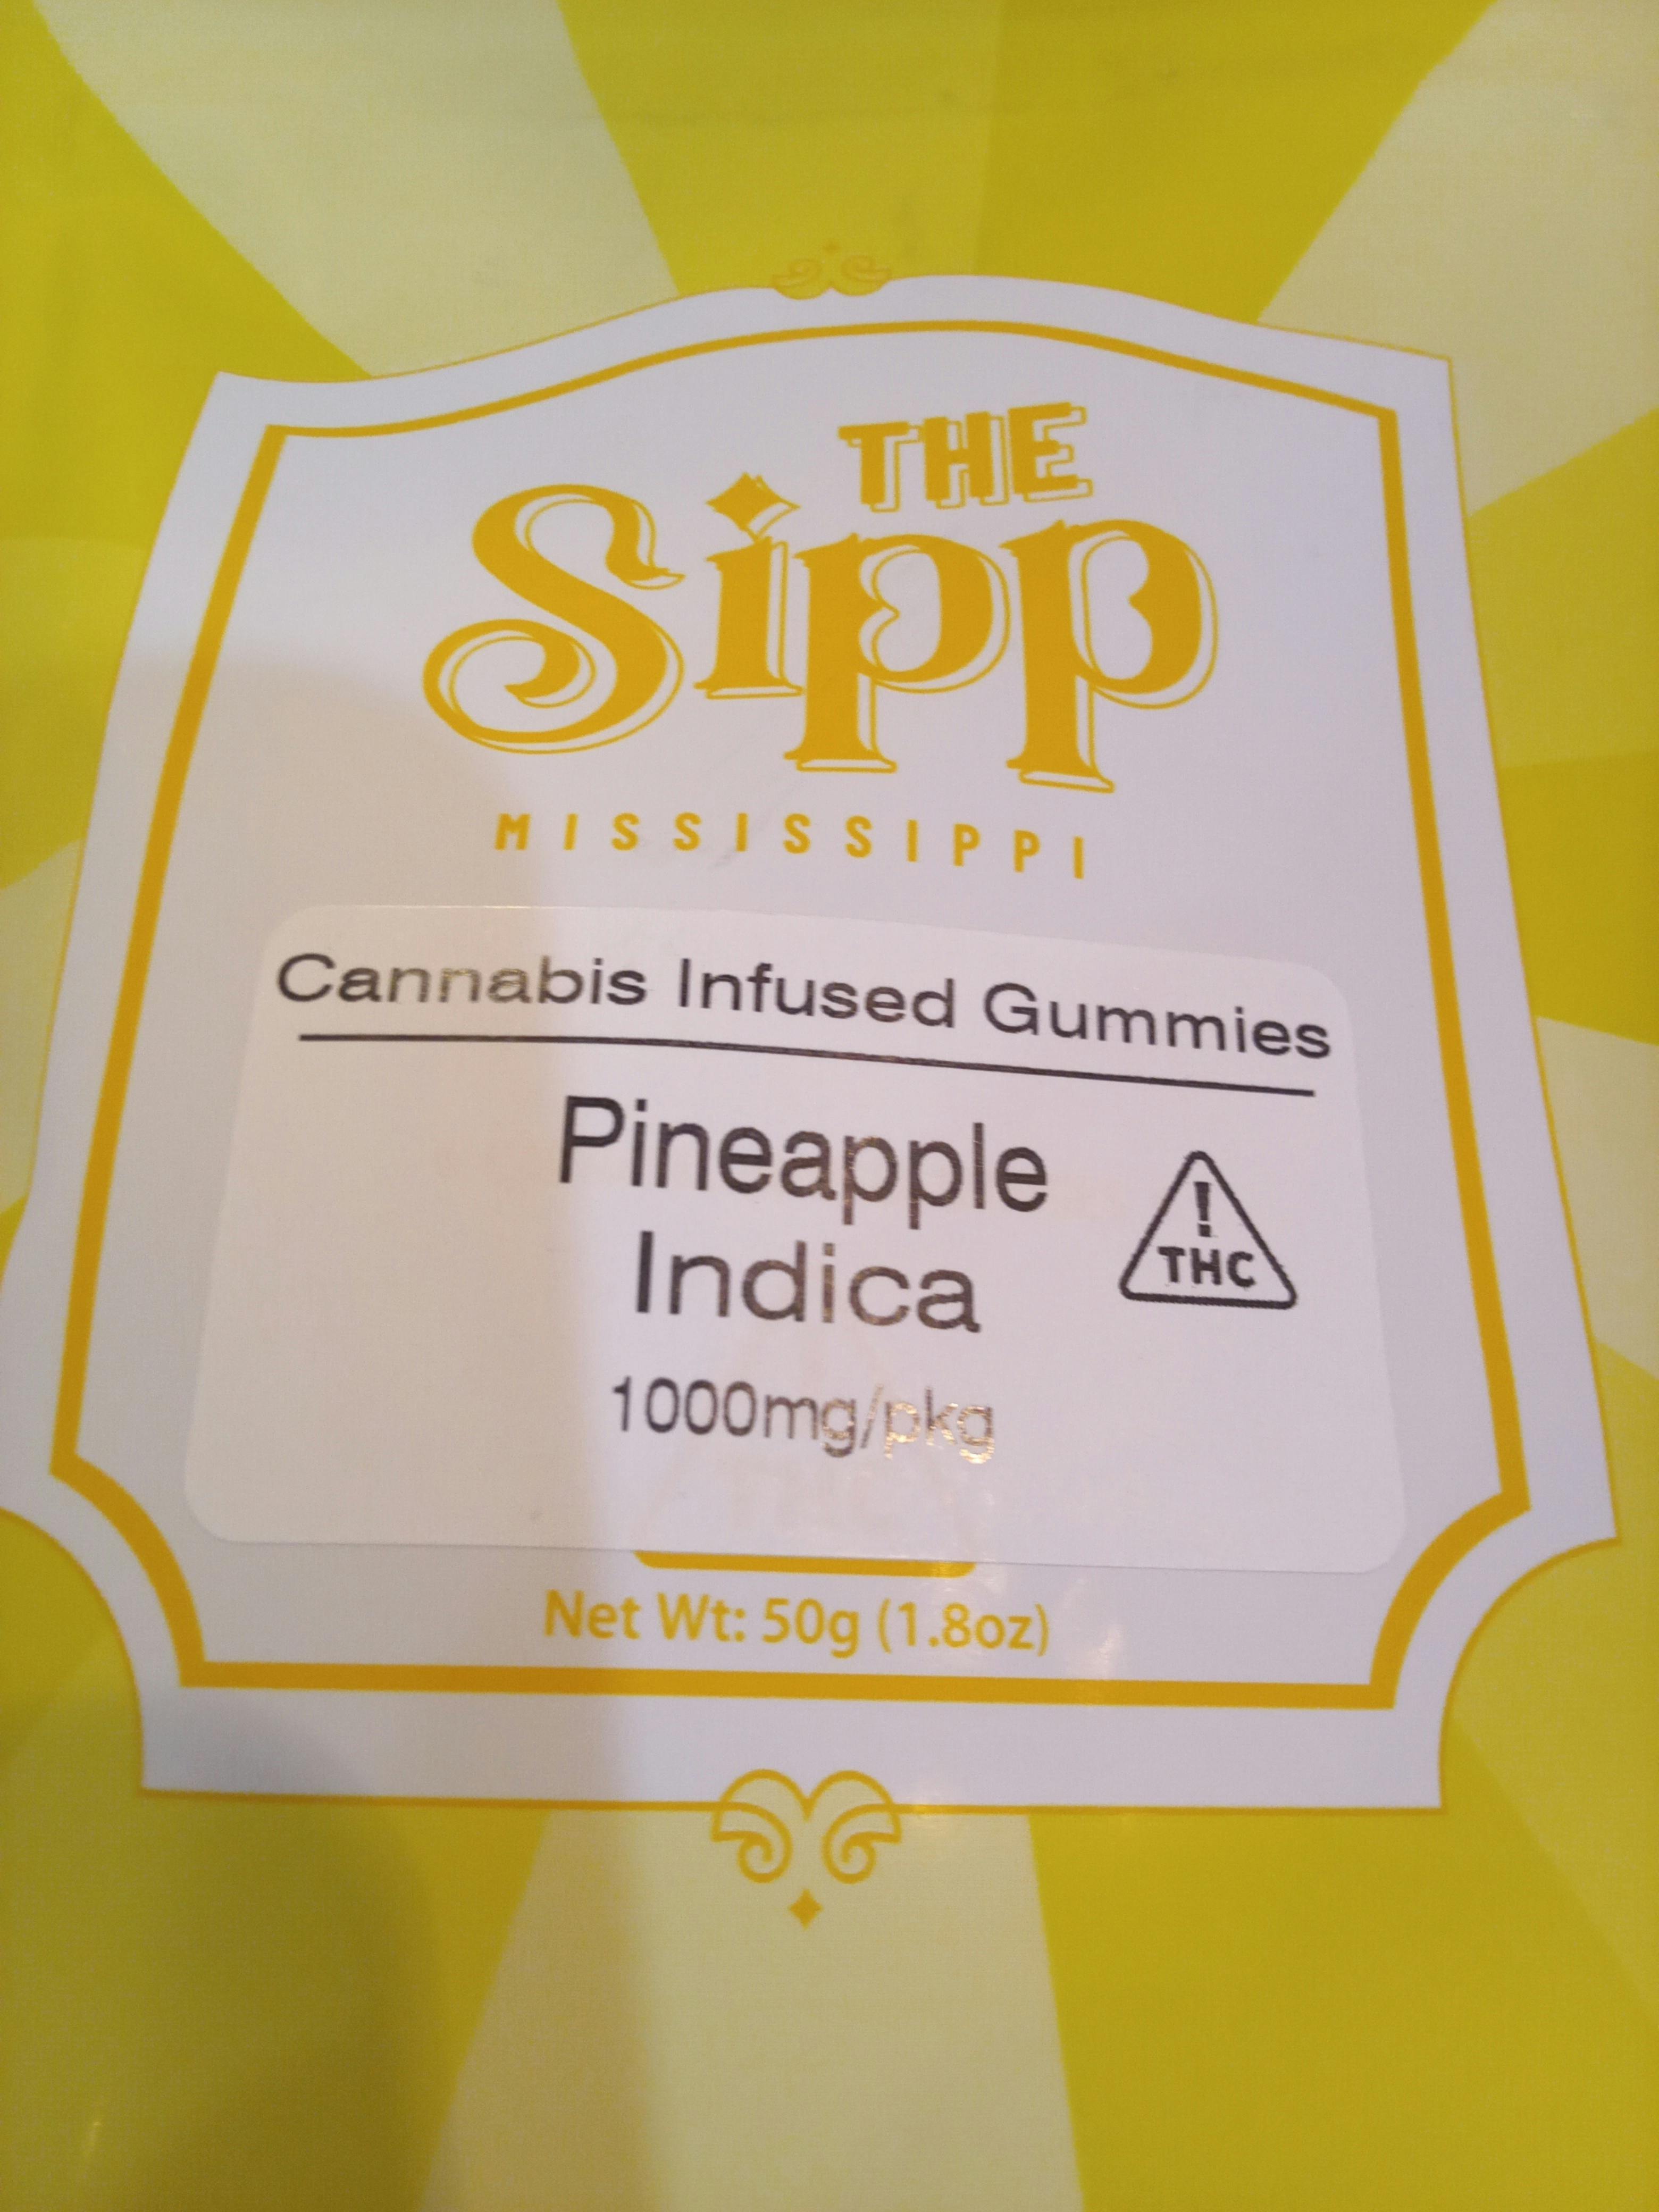 THE
Sipp
MISSISSIPPI
Cannabis Infused Gummies
Pineapple
Indica
!
THC
1000mg/pkg
Net Wt: 50g (1.8oz)